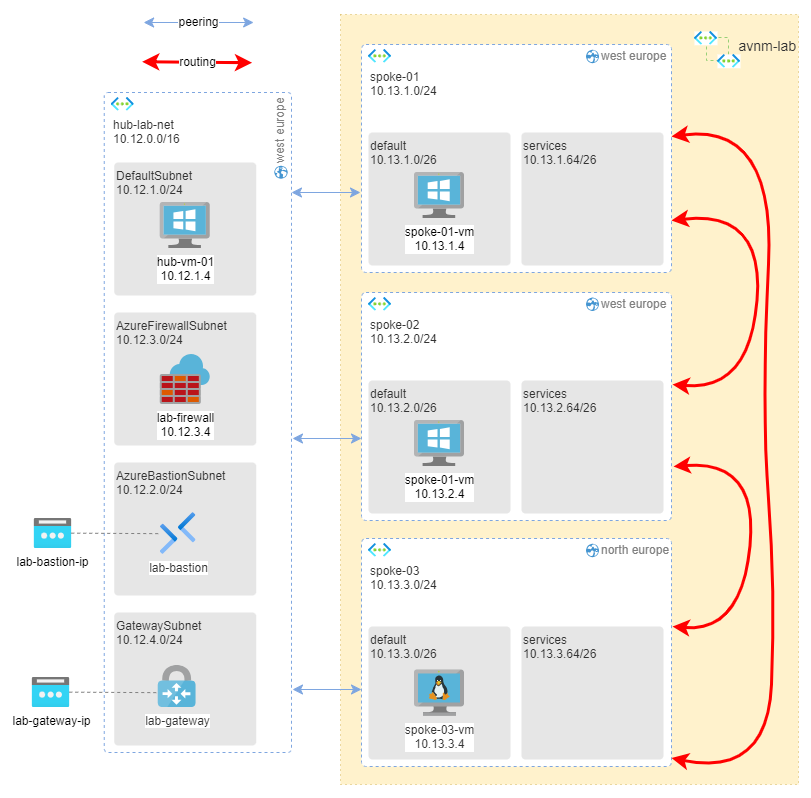 peering
routing
avnm-lab
hub-lab-net
10.12.0.0/16
west europe
DefaultSubnet
10.12.1.0/24
hub-vm-01
10.12.1.4
AzureFirewallSubnet
10.12.3.0/24
lab-firewall
10.12.3.4
AzureBastionSubnet
10.12.2.0/24
lab-bastion
lab-bastion-ip
GatewaySubnet
10.12.4.0/24
lab-gateway
lab-gateway-ip
west europe
spoke-01
10.13.1.0/24
default
10.13.1.0/26
spoke-01-vm
10.13.1.4
services
10.13.1.64/26
west europe
spoke-02
10.13.2.0/24
default
10.13.2.0/26
spoke-01-vm
10.13.2.4
services
10.13.2.64/26
north europe
spoke-03
10.13.3.0/24
default
10.13.3.0/26
spoke-03-vm
10.13.3.4
services
10.13.3.64/26